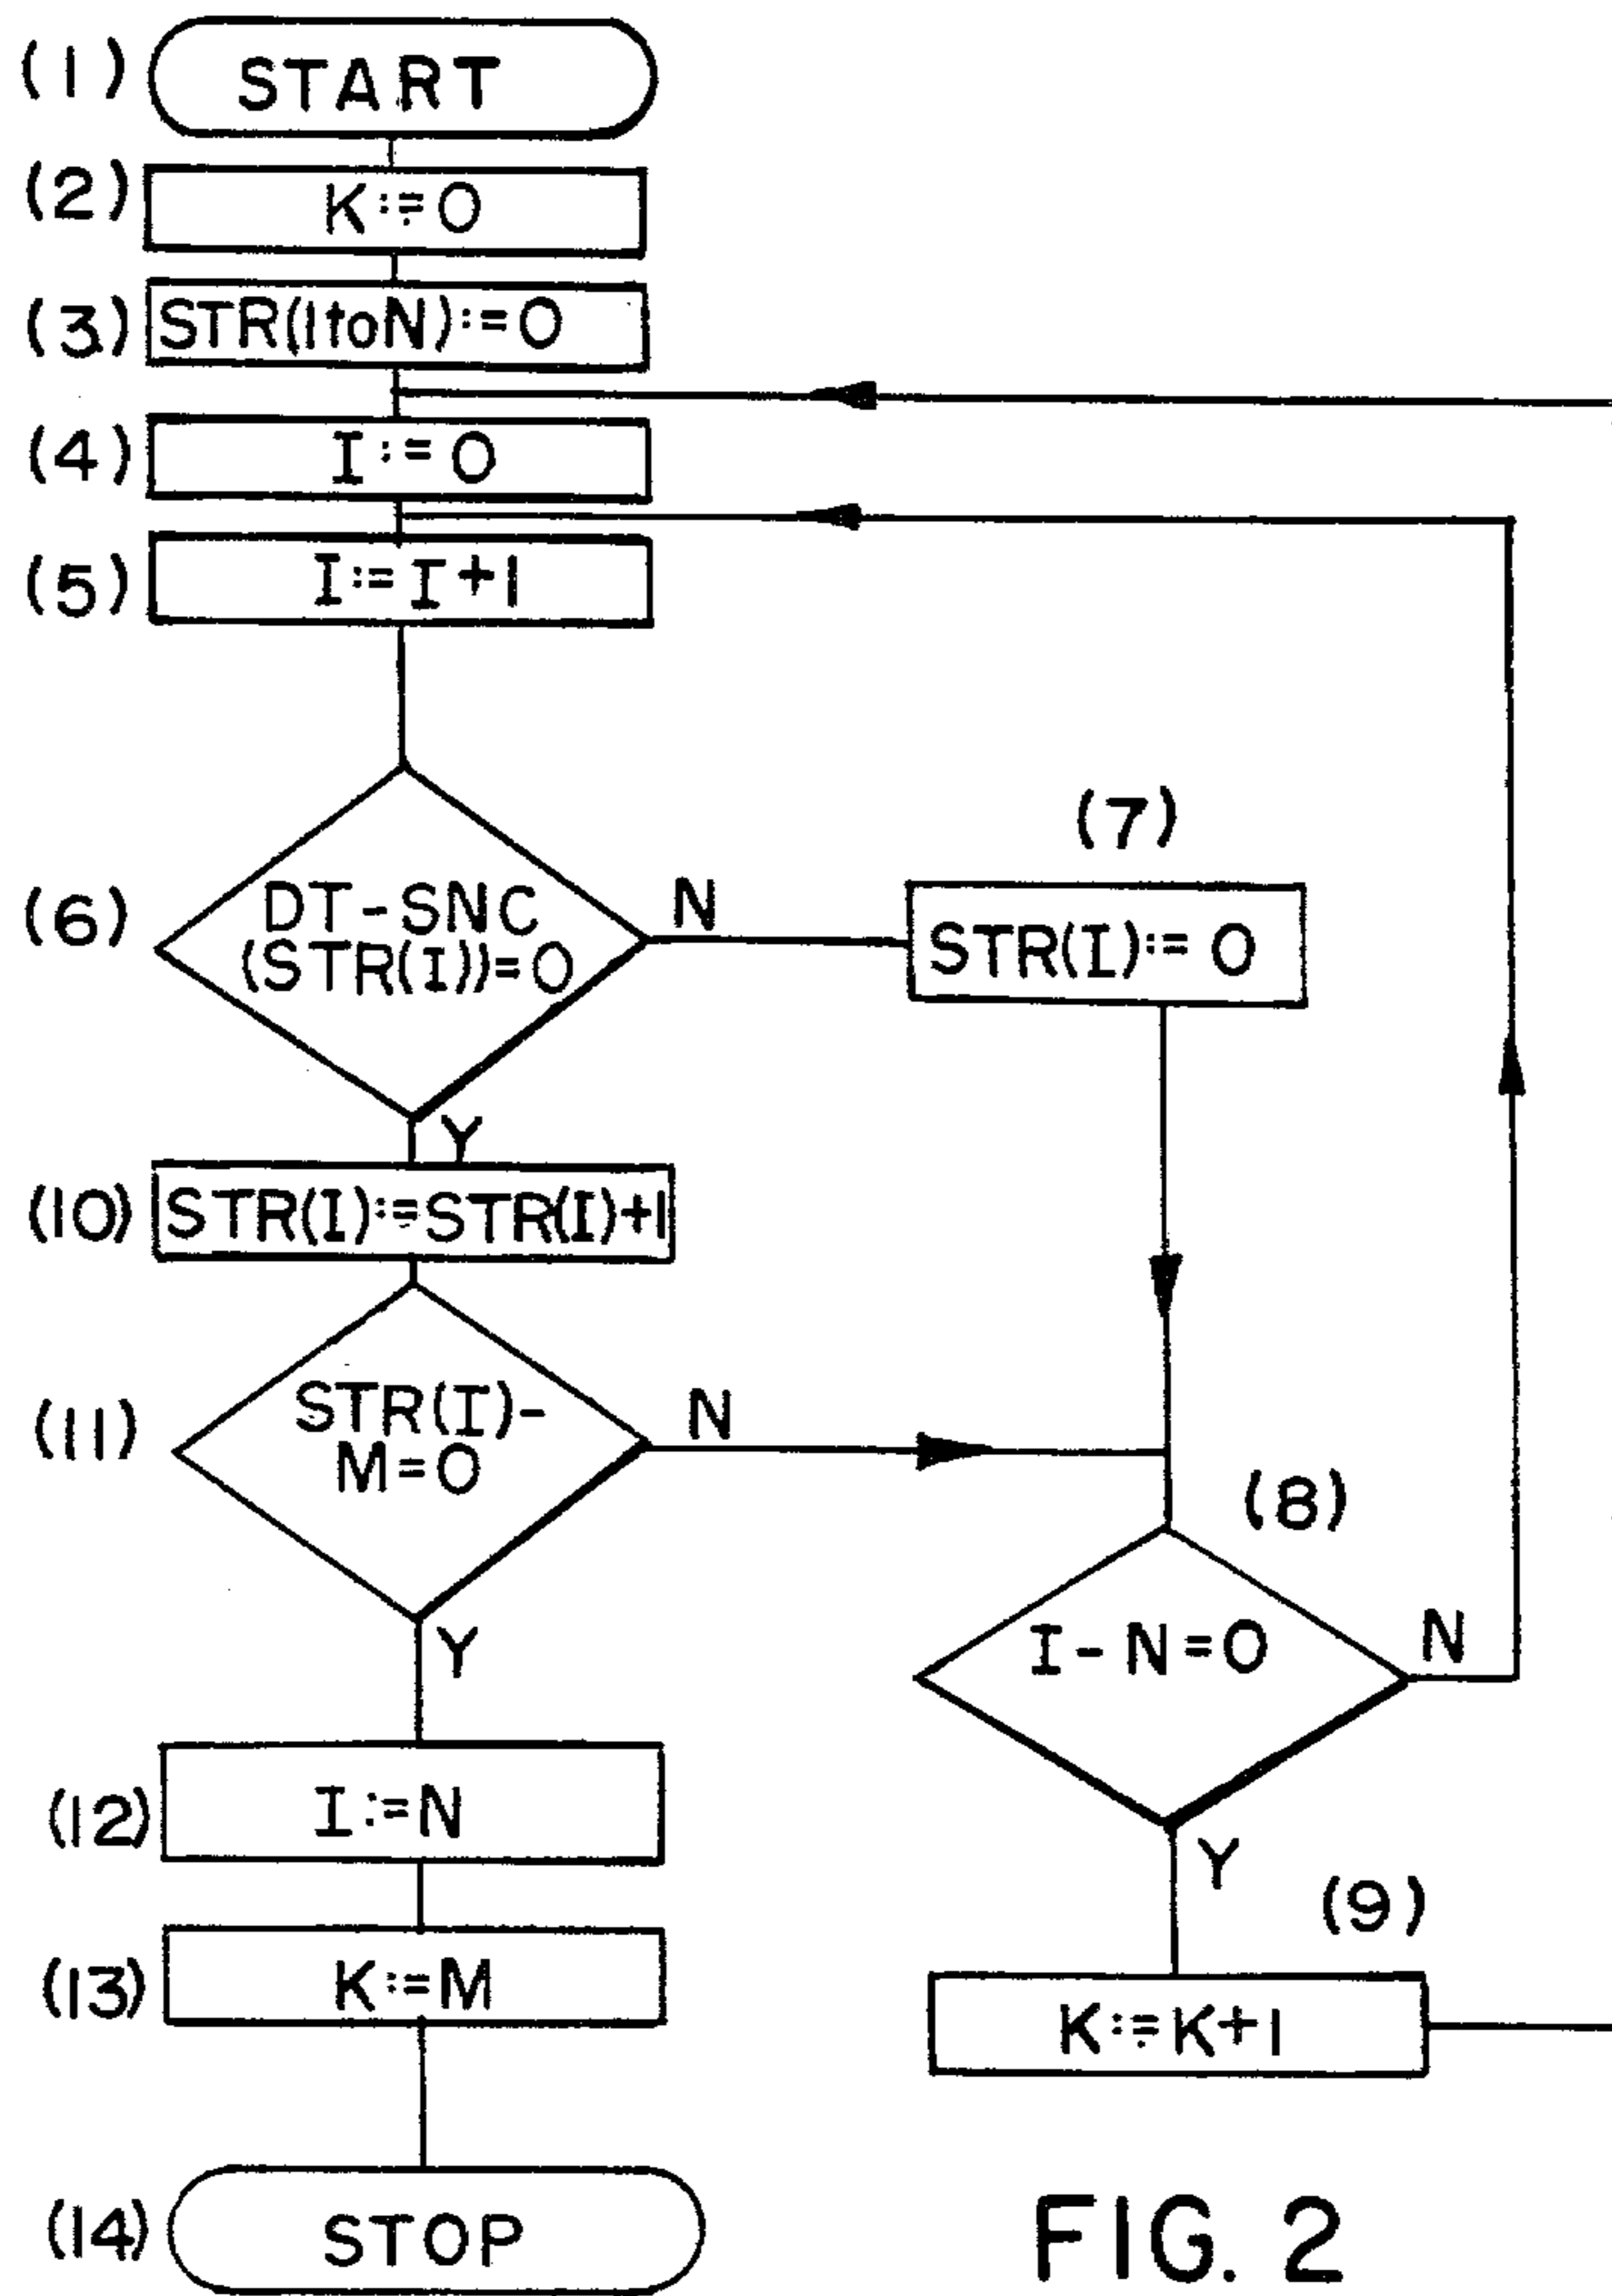 (1) START
(2) K:=0
(3) STR(1toN):=0
(4) I:=0
(5) I:=I+1
(6) DT-SNC
(STR(I))=0
N
Y
(7)
STR(I):=0
(10) STR(I):=STR(I)+1
(11) STR(I)-
M=0
N
Y
(8)
I-N=0
N
Y
(9)
K:=K+1
(12) I:=N
(13) K:=M
(14) STOP
FIG. 2